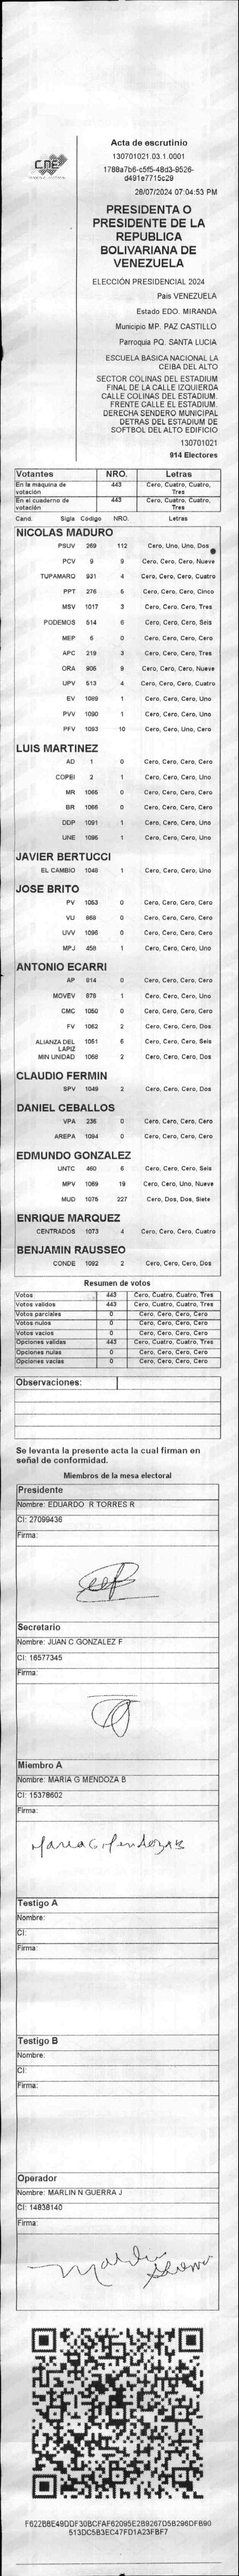 CNE
Acta de escrutinio
130701021.03.1.0001
1788a7b6-c5f5-48d3-9526-
d491e7715c29
28/07/2024 07:04:53 PM
PRESIDENTA O
PRESIDENTE DE LA
REPUBLICA
BOLIVARIANA DE
VENEZUELA
ELECCIÓN PRESIDENCIAL 2024
Pais VENEZUELA
Estado EDO. MIRANDA
Municipio MP. PAZ CASTILLO
Parroquia PQ. SANTA LUCIA
ESCUELA BASICA NACIONAL LA
CEIBA DEL ALTO
SECTOR COLINAS DEL ESTADIUM
FINAL DE LA CALLE IZQUIERDA
CALLE COLINAS DEL ESTADIUM.
FRENTE CALLE EL ESTADIUM.
DERECHA SENDERO MUNICIPAL
DETRAS DEL ESTADIUM DE
SOFTBOL DEL ALTO EDIFICIO
130701021
914 Electores
Votantes NRO. Letras
En la máquina de votación 443 Cero, Cuatro, Cuatro, Tres
En el cuaderno de votación 443 Cero, Cuatro, Cuatro, Tres
Cand. Sigla Código NRO. Letras
NICOLAS MADURO
PSUV 269 112 Cero, Uno, Uno, Dos
PCV 9 9 Cero, Cero, Cero, Nueve
TUPAMARO 931 4 Cero, Cero, Cero, Cuatro
PPT 276 5 Cero, Cero, Cero, Cinco
MSV 1017 3 Cero, Cero, Cero, Tres
PODEMOS 514 6 Cero, Cero, Cero, Seis
MEP 6 0 Cero, Cero, Cero, Cero
APC 219 3 Cero, Cero, Cero, Tres
ORA 906 9 Cero, Cero, Cero, Nueve
UPV 513 4 Cero, Cero, Cero, Cuatro
EV 1089 1 Cero, Cero, Cero, Uno
PVV 1090 1 Cero, Cero, Cero, Uno
PFV 1093 10 Cero, Cero, Uno, Cero
LUIS MARTINEZ
AD 1 0 Cero, Cero, Cero, Cero
COPEI 2 1 Cero, Cero, Cero, Uno
MR 1065 0 Cero, Cero, Cero, Cero
BR 1066 0 Cero, Cero, Cero, Cero
DDP 1091 1 Cero, Cero, Cero, Uno
UNE 1095 1 Cero, Cero, Cero, Uno
JAVIER BERTUCCI
EL CAMBIO 1046 1 Cero, Cero, Cero, Uno
JOSE BRITO
PV 1053 0 Cero, Cero, Cero, Cero
VU 868 0 Cero, Cero, Cero, Cero
UVV 1096 0 Cero, Cero, Cero, Cero
MPJ 458 1 Cero, Cero, Cero, Uno
ANTONIO ECARRI
AP 914 0 Cero, Cero, Cero, Cero
MOVEV 878 1 Cero, Cero, Cero, Uno
CMC 1050 0 Cero, Cero, Cero, Cero
FV 1062 2 Cero, Cero, Cero, Dos
ALIANZA DEL LAPIZ 1051 6 Cero, Cero, Cero, Seis
MIN UNIDAD 1068 2 Cero, Cero, Cero, Dos
CLAUDIO FERMIN
SPV 1049 2 Cero, Cero, Cero, Dos
DANIEL CEBALLOS
VPA 236 0 Cero, Cero, Cero, Cero
AREPA 1094 0 Cero, Cero, Cero, Cero
EDMUNDO GONZALEZ
UNTC 460 6 Cero, Cero, Cero, Seis
MPV 1069 19 Cero, Cero, Uno, Nueve
MUD 1075 227 Cero, Dos, Dos, Siete
ENRIQUE MARQUEZ
CENTRADOS 1073 4 Cero, Cero, Cero, Cuatro
BENJAMIN RAUSSEO
CONDE 1092 2 Cero, Cero, Cero, Dos
Resumen de votos
Votos 443 Cero, Cuatro, Cuatro, Tres
Votos validos 443 Cero, Cuatro, Cuatro, Tres
Votos parciales 0 Cero, Cero, Cero, Cero
Votos nulos 0 Cero, Cero, Cero, Cero
Votos vacios 0 Cero, Cero, Cero, Cero
Opciones validas 443 Cero, Cuatro, Cuatro, Tres
Opciones nulas 0 Cero, Cero, Cero, Cero
Opciones vacias 0 Cero, Cero, Cero, Cero
Observaciones:
Se levanta la presente acta la cual firman en
señal de conformidad.
Miembros de la mesa electoral
Presidente
Nombre: EDUARDO R TORRES R
CI: 27099436
Firma:
Secretario
Nombre: JUAN C GONZALEZ F
CI: 16577345
Firma:
Miembro A
Nombre: MARIA G MENDOZA B
CI: 15378602
Firma:
Maria G Mendoza B
Testigo A
Nombre:
CI:
Firma:
Testigo B
Nombre:
CI:
Firma:
Operador
Nombre: MARLIN N GUERRA J
CI: 14838140
Firma:
F622B8E49DDF30BCFAF62095E2B9267D5B296DFB90
513DC5B3EC47FD1A23FBF7